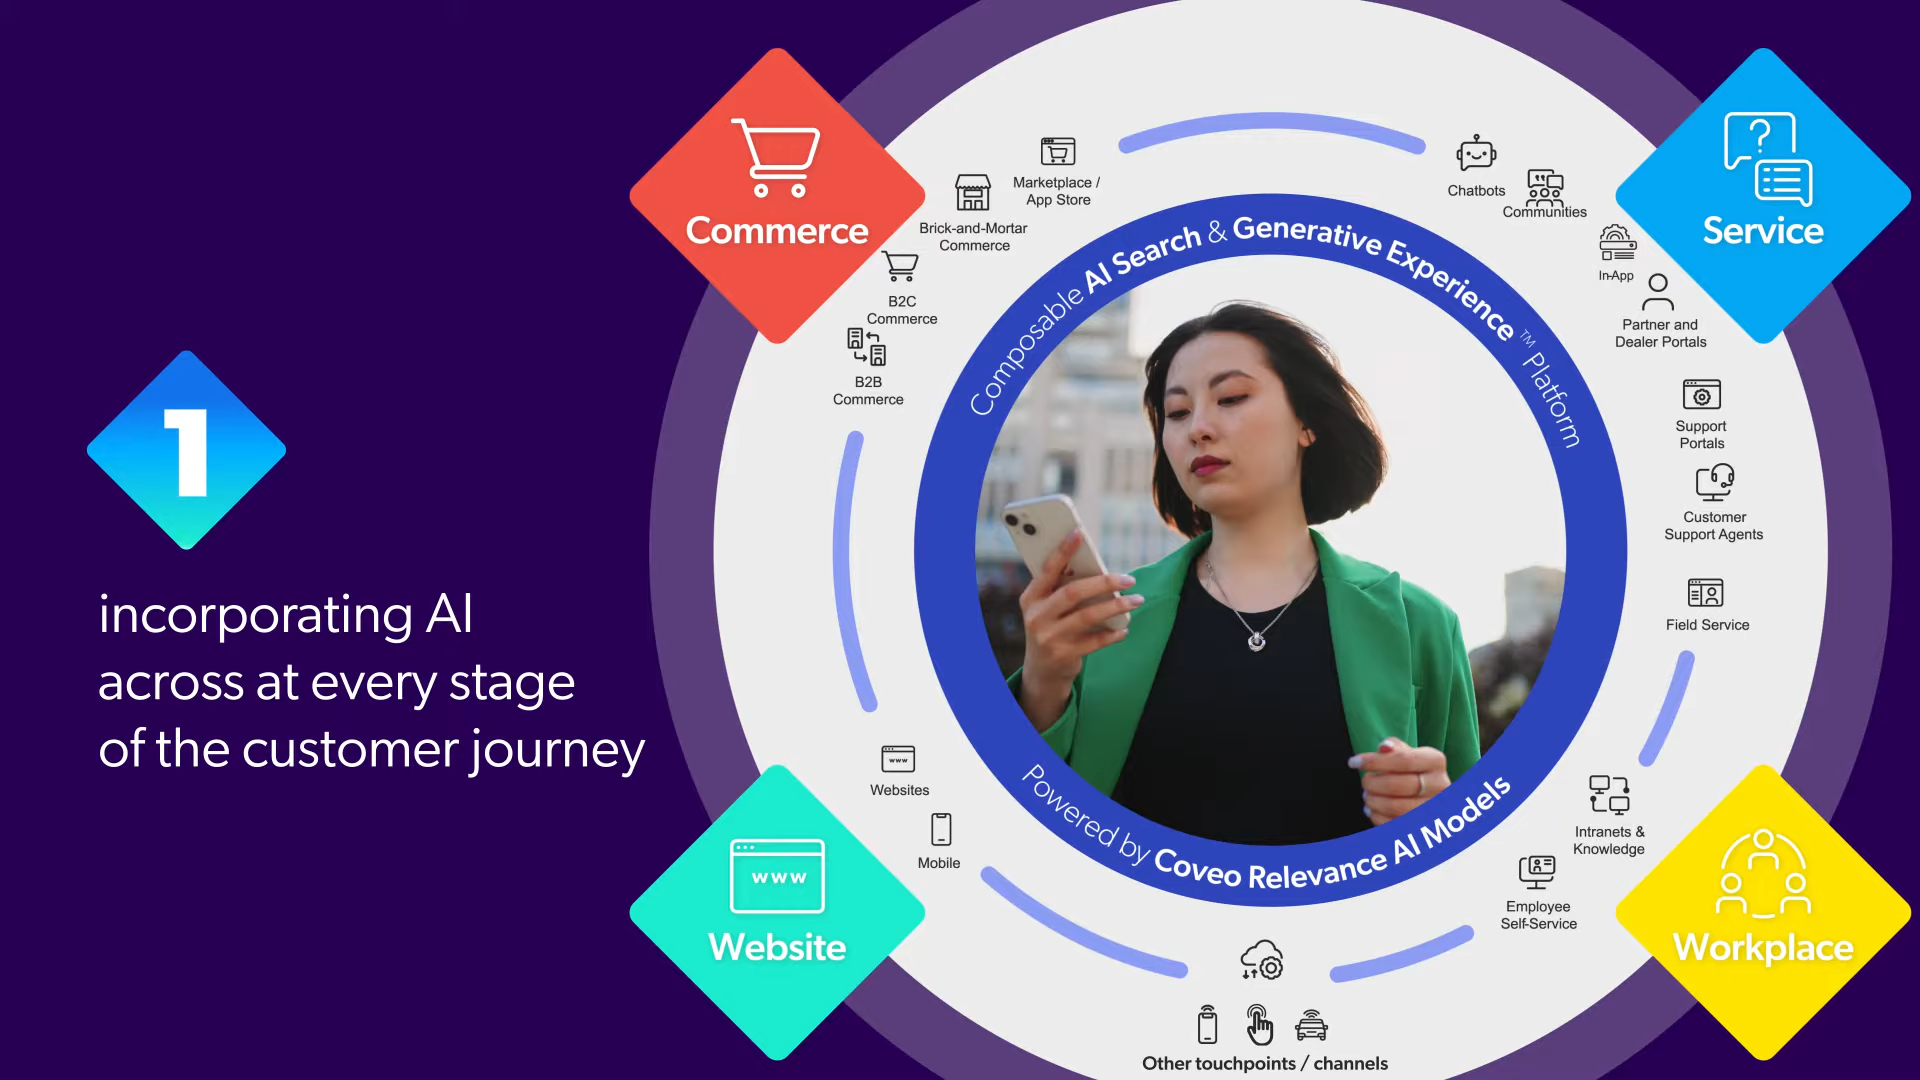 1
incorporating AI
across at every stage
of the customer journey
Commerce
Marketplace /
App Store
Brick-and-Mortar
Commerce
B2C
Commerce
B2B
Commerce
?
Service
Chatbots
Communities
In-App
Partner and
Dealer Portals
Support
Portals
Customer
Support Agents
Field Service
Composable AI Search & Generative Experience ™ Platform
Powered by Coveo Relevance AI Models
www
Websites
Mobile
www
Website
Intranets &
Knowledge
Employee
Self-Service
Workplace
Other touchpoints / channels